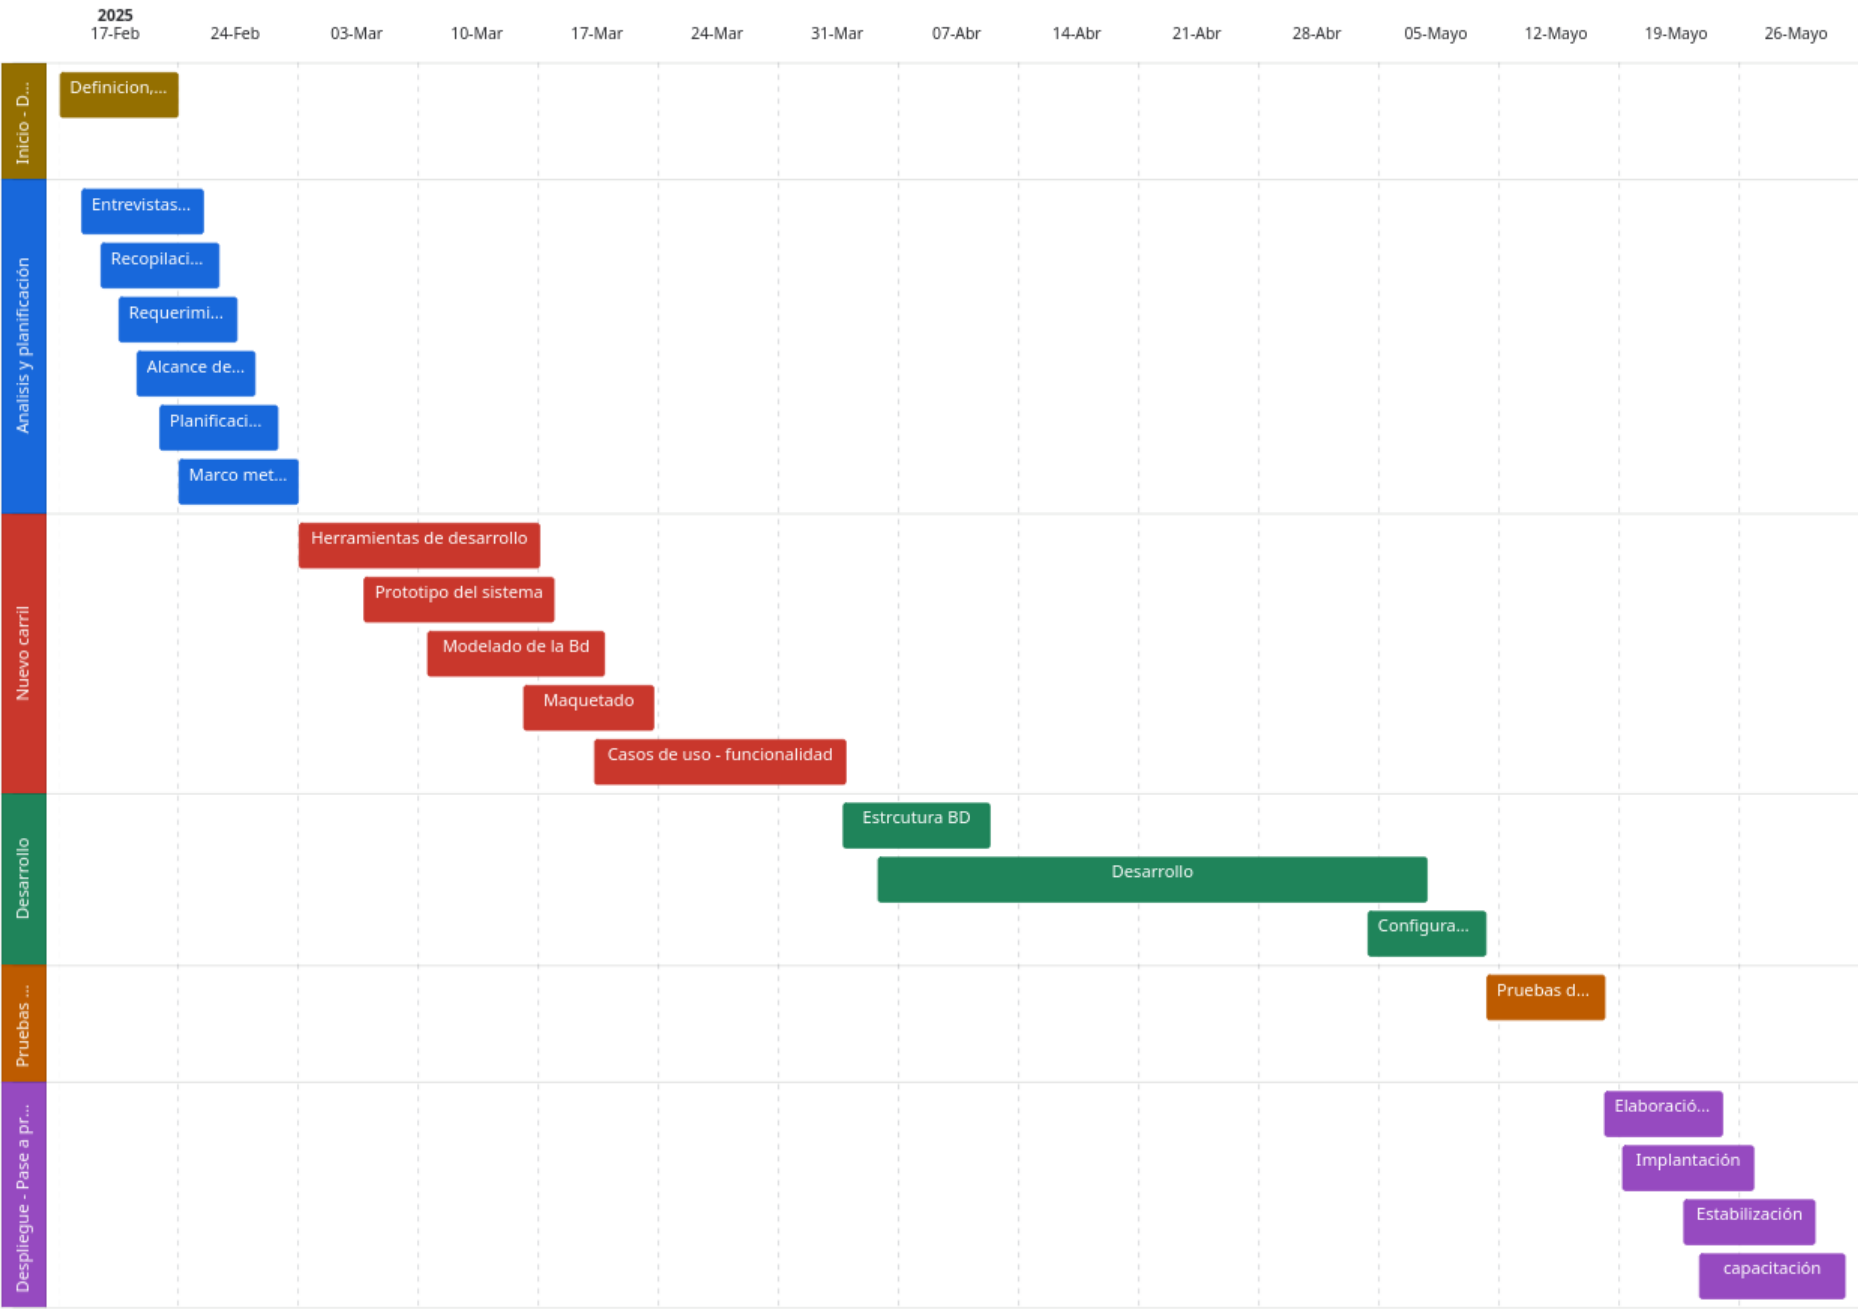 2025
17-Feb 24-Feb 03-Mar 10-Mar 17-Mar 24-Mar 31-Mar 07-Abr 14-Abr 21-Abr 28-Abr 05-Mayo 12-Mayo 19-Mayo 26-Mayo
Inicio - D...
Definicion,...
Analisis y planificación
Entrevistas...
Recopilaci...
Requerimi...
Alcance de...
Planificaci...
Marco met...
Nuevo carril
Herramientas de desarrollo
Prototipo del sistema
Modelado de la Bd
Maquetado
Casos de uso - funcionalidad
Desarrollo
Estrcutura BD
Desarrollo
Configura...
Pruebas ...
Pruebas d...
Despliegue - Pase a pr...
Elaboració...
Implantación
Estabilización
capacitación